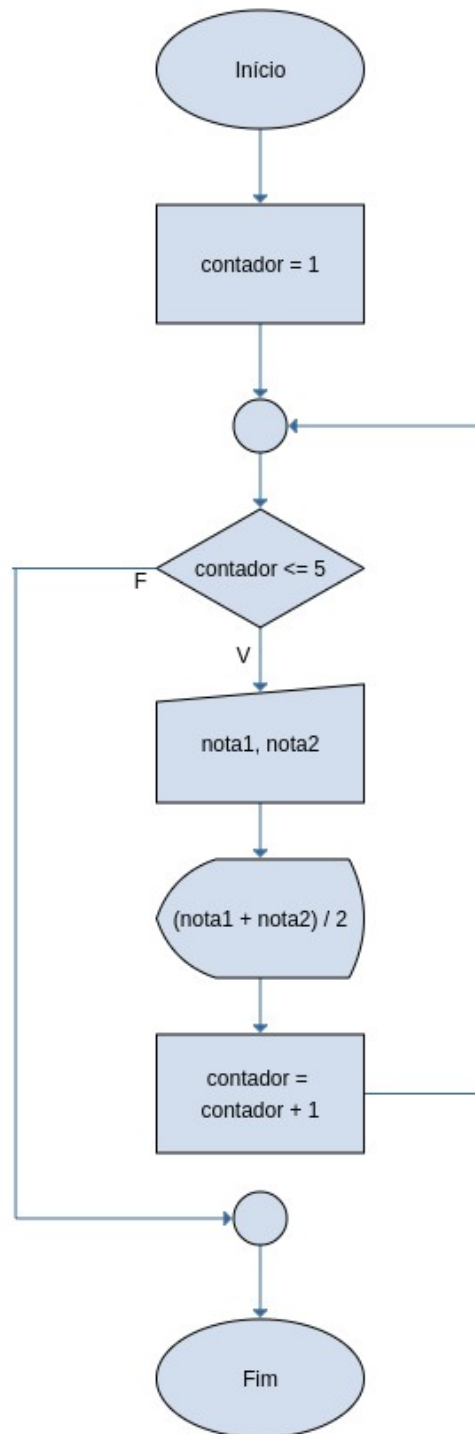 Início
contador = 1
contador <= 5
F
V
nota1, nota2
(nota1 + nota2) / 2
contador =
contador + 1
Fim